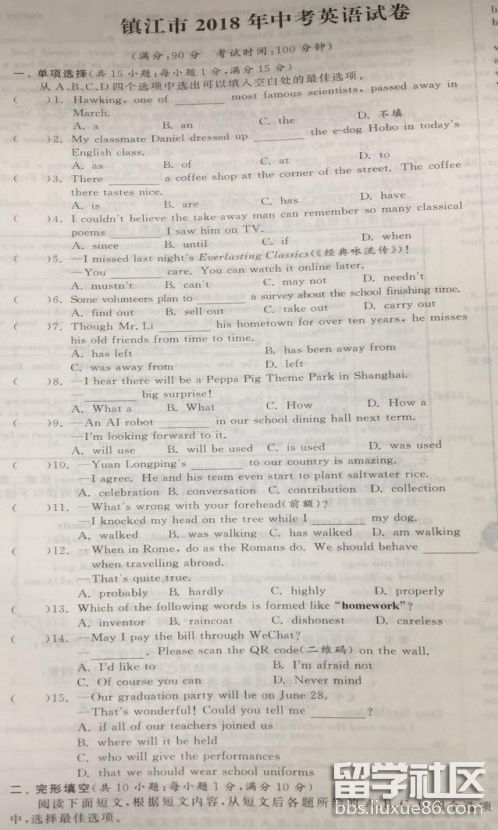 镇江市 2018 年中考英语试卷
(满分:90 分 考试时间:100 分钟)
一、单项选择(共 15 小题;每小题 1 分,满分 15 分)
从 A、B、C、D 四个选项中选出可以填入空白处的最佳选项。
( )1. Hawking, one of ________ most famous scientists, passed away in
March.
A. a B. an C. the D. 不填
( )2. My classmate Daniel dressed up ________ the e-dog Hobo in today's
English class.
A. as B. of C. at D. to
( )3. There ________ a coffee shop at the corner of the street. The coffee
there tastes nice.
A. is B. are C. has D. have
( )4. I couldn't believe the take-away man can remember so many classical
poems ________ I saw him on TV.
A. since B. until C. if D. when
( )5. —I missed last night's Everlasting Classics(《经典咏流传》)!
—You ________ care. You can watch it online later.
A. mustn't B. can't C. may not D. needn't
( )6. Some volunteers plan to ________ a survey about the school finishing time.
A. find out B. sell out C. take out D. carry out
( )7. Though Mr. Li ________ his hometown for over ten years, he misses
his old friends from time to time.
A. has left B. has been away from
C. was away from D. left
( )8. —I hear there will be a Peppa Pig Theme Park in Shanghai.
________ big surprise!
A. What a B. What C. How D. How a
( )9. —An AI robot ________ in our school dining hall next term.
—I'm looking forward to it.
A. will use B. will be used C. is used D. was used
( )10. —Yuan Longping's ________ to our country is amazing.
—I agree. He and his team even start to plant saltwater rice.
A. celebration B. conversation C. contribution D. collection
( )11. —What's wrong with your forehead(前额)?
—I knocked my head on the tree while I ________ my dog.
A. walked B. was walking C. has walked D. am walking
( )12. —When in Rome, do as the Romans do. We should behave ________
when travelling abroad.
—That's quite true.
A. probably B. hardly C. highly D. properly
( )13. Which of the following words is formed like "homework"?
A. inventor B. raincoat C. dishonest D. careless
( )14. —May I pay the bill through WeChat?
—________. Please scan the QR code(二维码) on the wall.
A. I'd like to B. I'm afraid not
C. Of course you can D. Never mind
( )15. —Our graduation party will be on June 28.
—That's wonderful! Could you tell me ________?
A. if all of our teachers joined us
B. where will it be held
C. who will give the performances
D. that we should wear school uniforms
二、完形填空(共 10 小题;每小题 1 分,满分 10 分)
阅读下面短文,根据短文内容,从短文后各题所
中,选择最佳选项。
留学社区
bbs.liuxue86.com